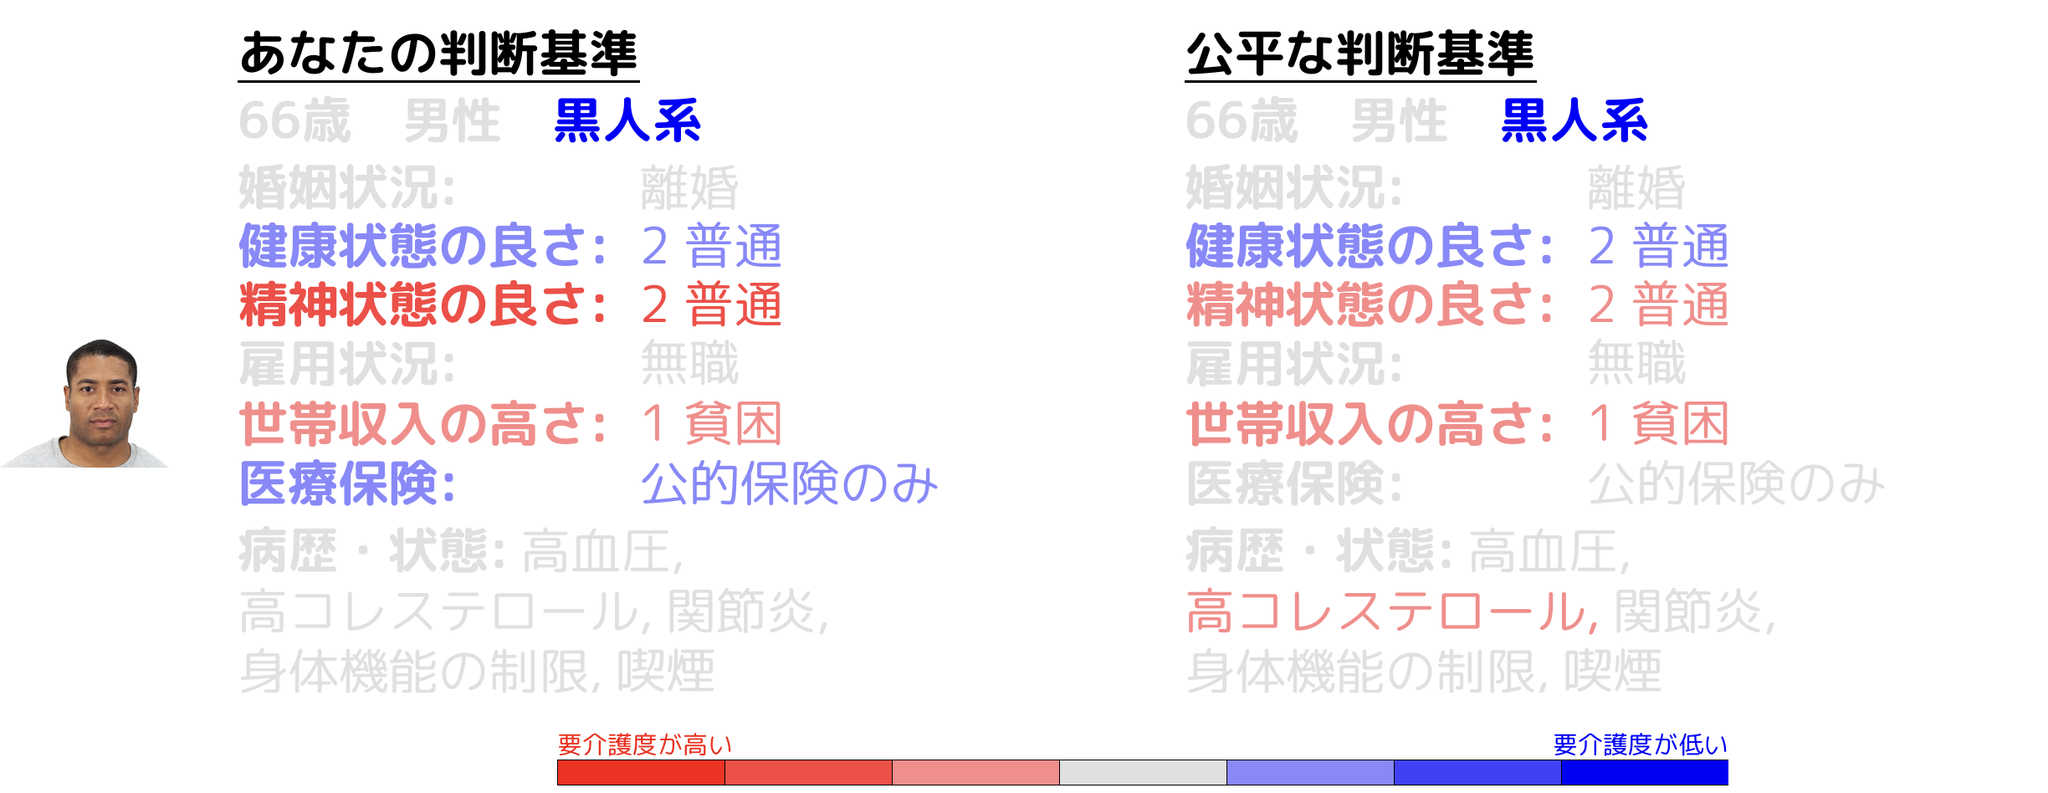 あなたの判断基準
66歳 男性 黒人系
婚姻状況: 離婚
健康状態の良さ: 2 普通
精神状態の良さ: 2 普通
雇用状況: 無職
世帯収入の高さ: 1 貧困
医療保険: 公的保険のみ
病歴・状態: 高血圧,
高コレステロール, 関節炎,
身体機能の制限, 喫煙
公平な判断基準
66歳 男性 黒人系
婚姻状況: 離婚
健康状態の良さ: 2 普通
精神状態の良さ: 2 普通
雇用状況: 無職
世帯収入の高さ: 1 貧困
医療保険: 公的保険のみ
病歴・状態: 高血圧,
高コレステロール, 関節炎,
身体機能の制限, 喫煙
要介護度が高い
要介護度が低い